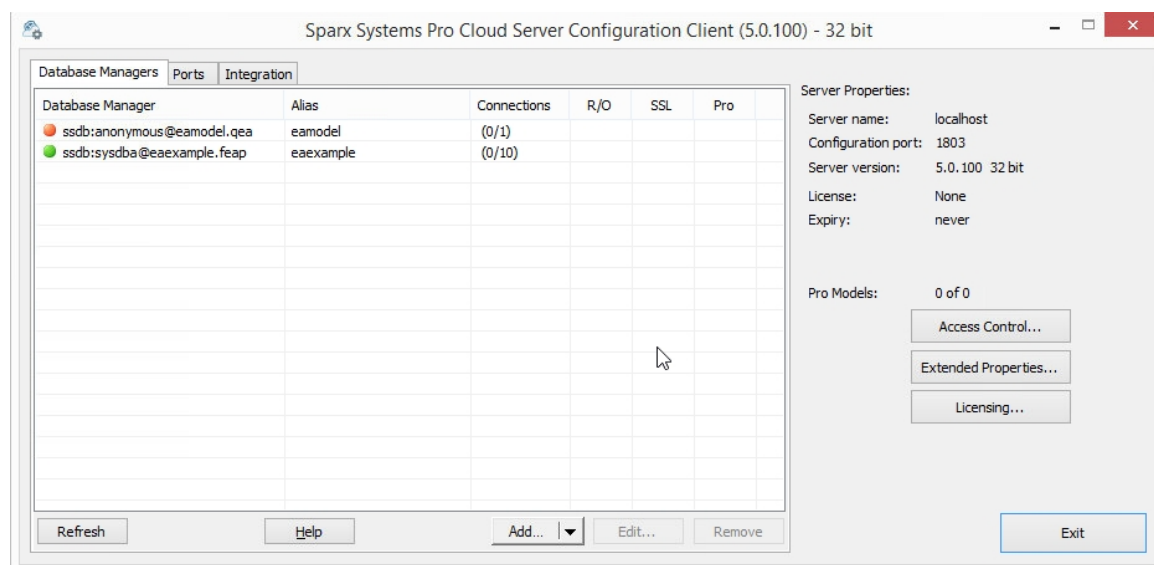 Sparx Systems Pro Cloud Server Configuration Client (5.0.100) - 32 bit
Database Managers Ports Integration
Database Manager Alias Connections R/O SSL Pro
ssdb:anonymous@eamodel.qea eamodel (0/1)
ssdb:sysdba@eaexample.feap eaexample (0/10)
Refresh Help Add... Edit... Remove
Server Properties:
Server name: localhost
Configuration port: 1803
Server version: 5.0.100 32 bit
License: None
Expiry: never
Pro Models: 0 of 0
Access Control...
Extended Properties...
Licensing...
Exit